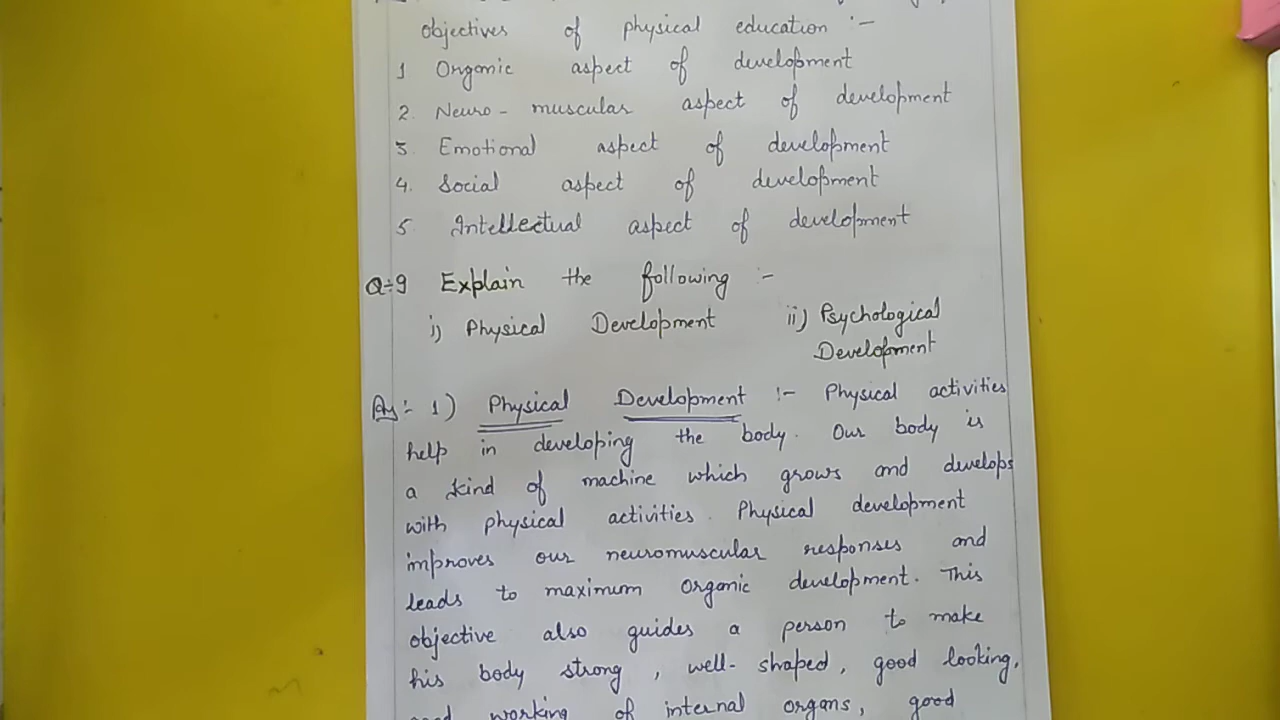 objectives of physical education :-
1 Organic aspect of development
2. Neuro - muscular aspect of development
3. Emotional aspect of development
4. Social aspect of development
5. Intellectual aspect of development
Q:9 Explain the following :-
i) Physical Development ii) Psychological
Development
Ans:- 1) Physical Development :- Physical activities
help in developing the body. Our body is
a kind of machine which grows and develops
with physical activities. Physical development
improves our neuromuscular responses and
leads to maximum organic development. This
objective also guides a person to make
his body strong, well-shaped, good looking,
working of internal organs, good